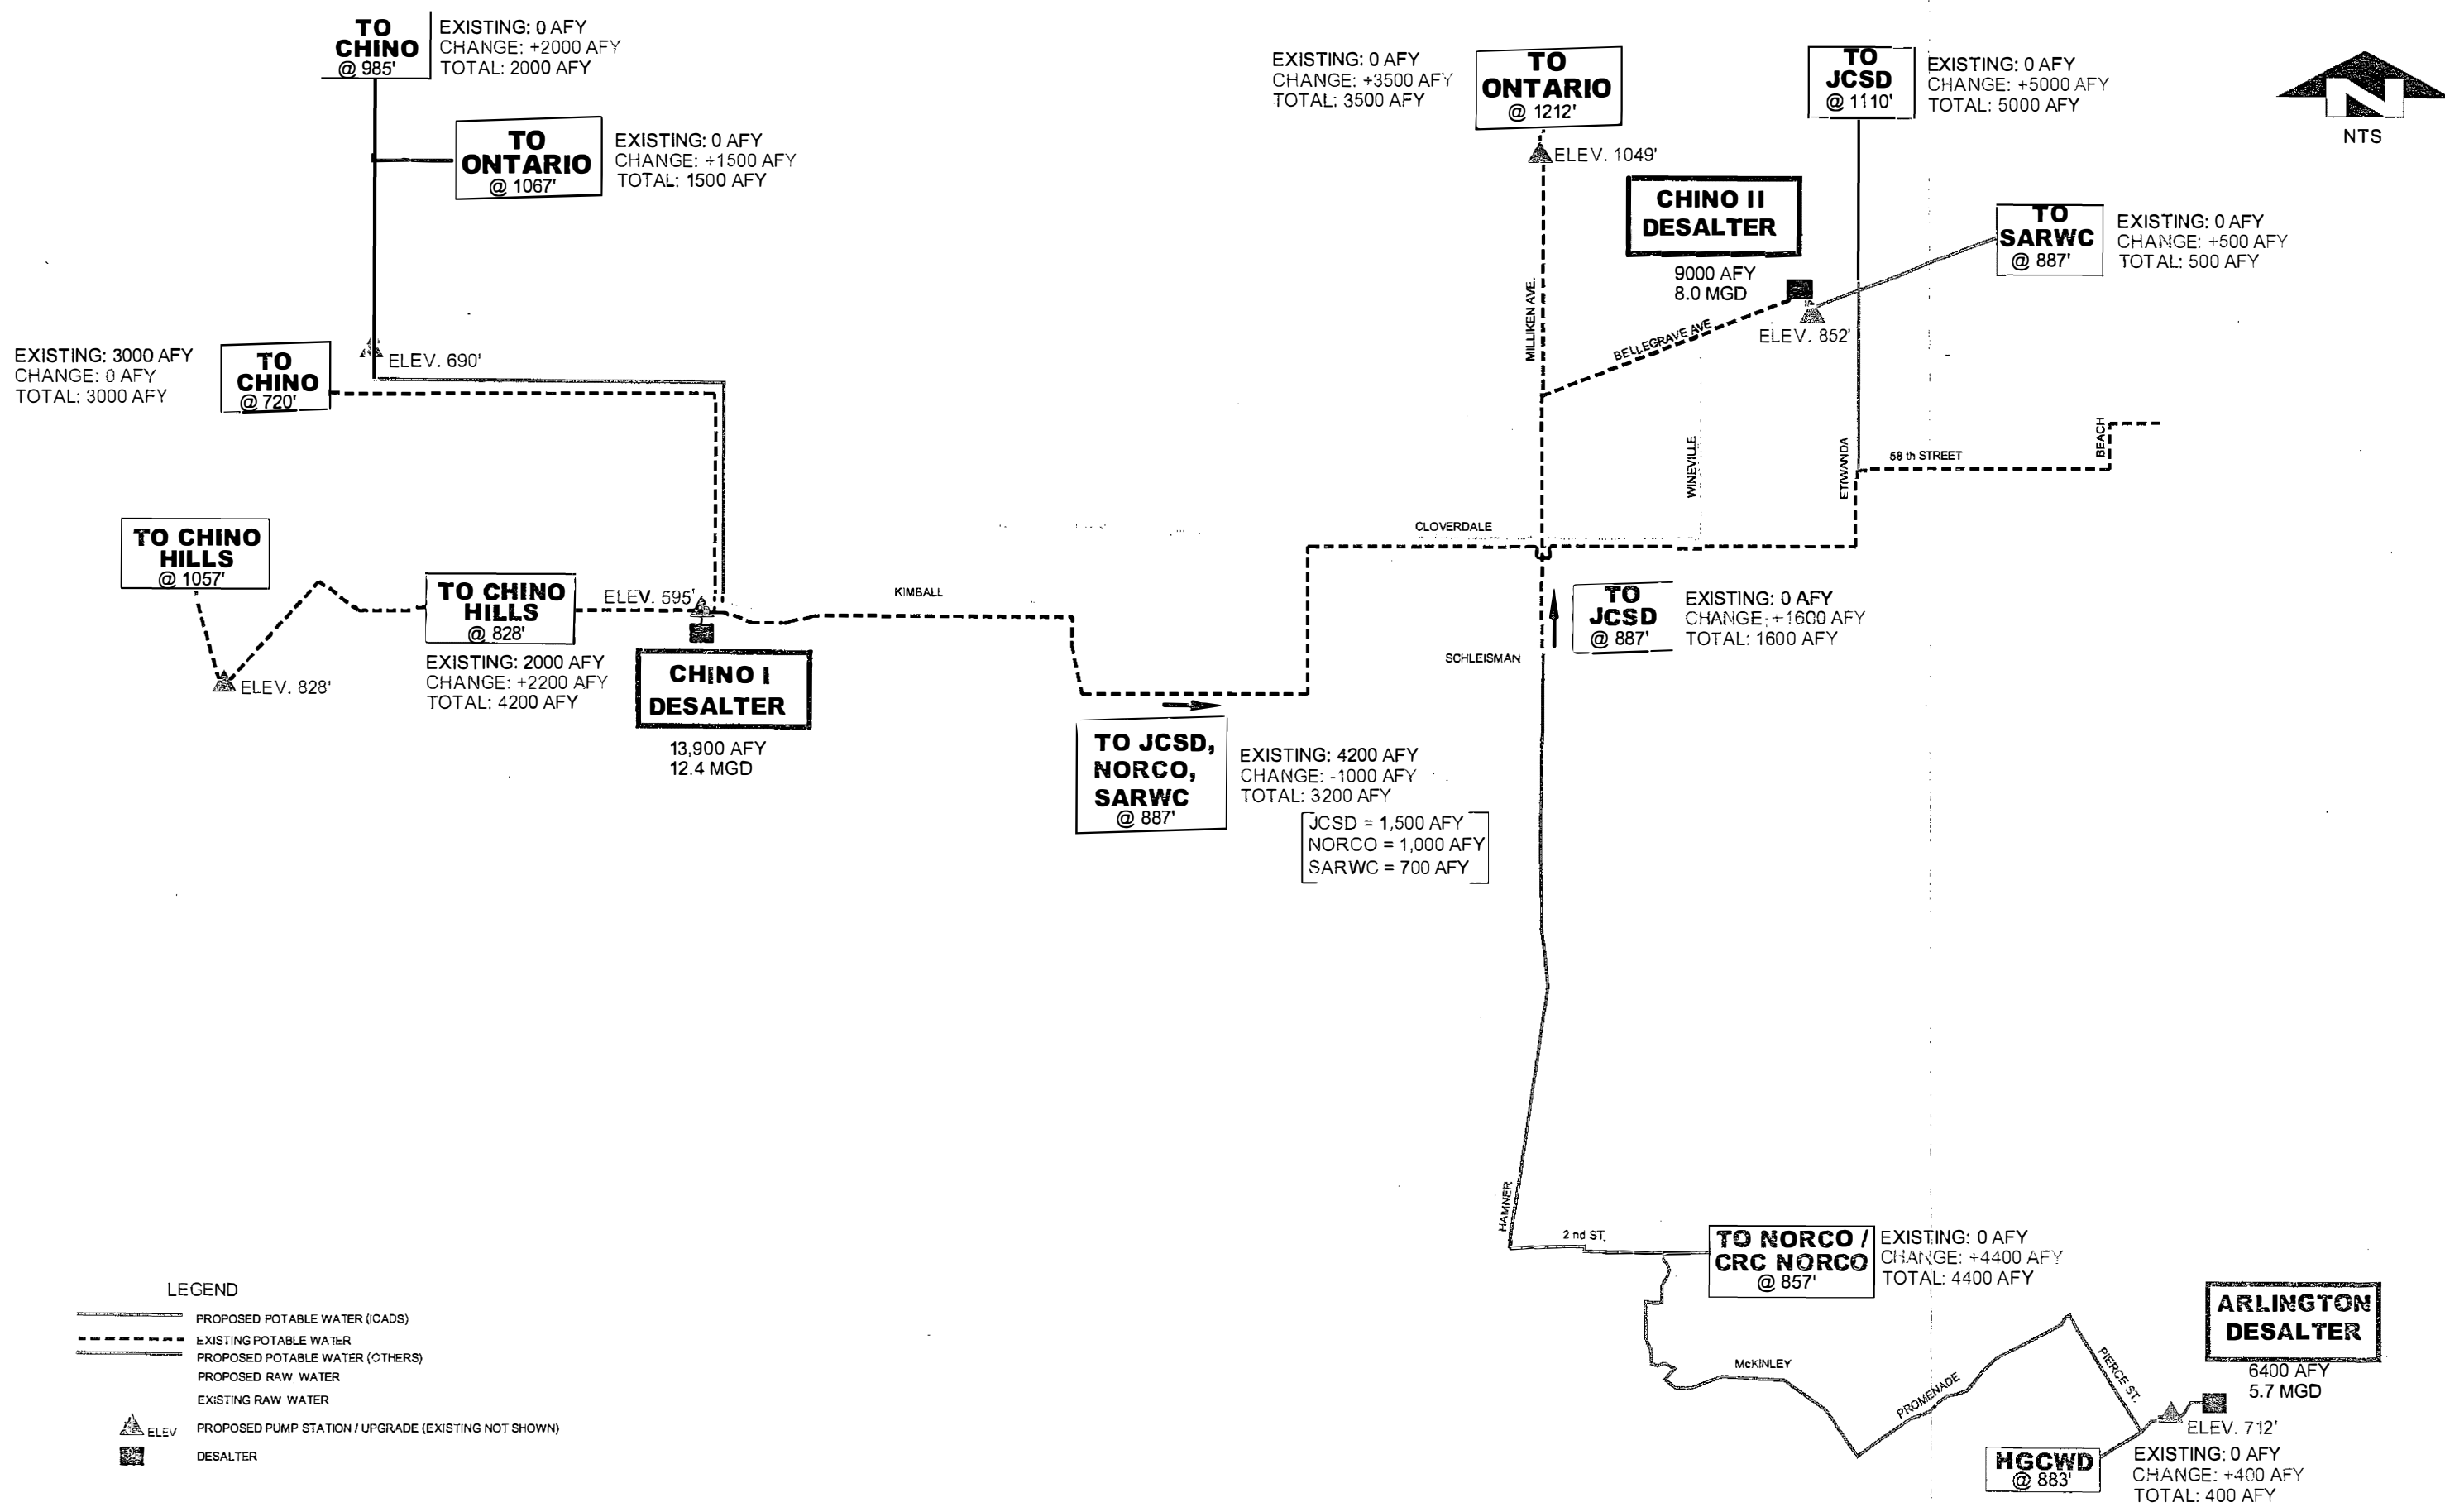 TO
CHINO
@ 985'
EXISTING: 0 AFY
CHANGE: +2000 AFY
TOTAL: 2000 AFY
TO
ONTARIO
@ 1067'
EXISTING: 0 AFY
CHANGE: +1500 AFY
TOTAL: 1500 AFY
EXISTING: 0 AFY
CHANGE: +3500 AFY
TOTAL: 3500 AFY
TO
ONTARIO
@ 1212'
ELEV. 1049'
TO
JCSD
@ 1110'
EXISTING: 0 AFY
CHANGE: +5000 AFY
TOTAL: 5000 AFY
N
NTS
CHINO II
DESALTER
9000 AFY
8.0 MGD
TO
SARWC
@ 887'
EXISTING: 0 AFY
CHANGE: +500 AFY
TOTAL: 500 AFY
ELEV. 852'
MILLIKEN AVE.
BELLEGRAVE AVE
EXISTING: 3000 AFY
CHANGE: 0 AFY
TOTAL: 3000 AFY
TO
CHINO
@ 720'
ELEV. 690'
WINEVILLE
ETIWANDA
58 th STREET
BEACH
CLOVERDALE
TO CHINO
HILLS
@ 1057'
ELEV. 828'
TO CHINO
HILLS
@ 828'
EXISTING: 2000 AFY
CHANGE: +2200 AFY
TOTAL: 4200 AFY
ELEV. 595'
CHINO I
DESALTER
13,900 AFY
12.4 MGD
KIMBALL
TO
JCSD
@ 887'
EXISTING: 0 AFY
CHANGE: +1600 AFY
TOTAL: 1600 AFY
SCHLEISMAN
TO JCSD,
NORCO,
SARWC
@ 887'
EXISTING: 4200 AFY
CHANGE: -1000 AFY
TOTAL: 3200 AFY
JCSD = 1,500 AFY
NORCO = 1,000 AFY
SARWC = 700 AFY
HAMNER
2 nd ST.
TO NORCO /
CRC NORCO
@ 857'
EXISTING: 0 AFY
CHANGE: +4400 AFY
TOTAL: 4400 AFY
McKINLEY
PROMENADE
PIERCE ST.
ARLINGTON
DESALTER
6400 AFY
5.7 MGD
ELEV. 712'
HGCWD
@ 883'
EXISTING: 0 AFY
CHANGE: +400 AFY
TOTAL: 400 AFY
LEGEND
PROPOSED POTABLE WATER (ICADS)
EXISTING POTABLE WATER
PROPOSED POTABLE WATER (OTHERS)
PROPOSED RAW WATER
EXISTING RAW WATER
ELEV PROPOSED PUMP STATION / UPGRADE (EXISTING NOT SHOWN)
DESALTER